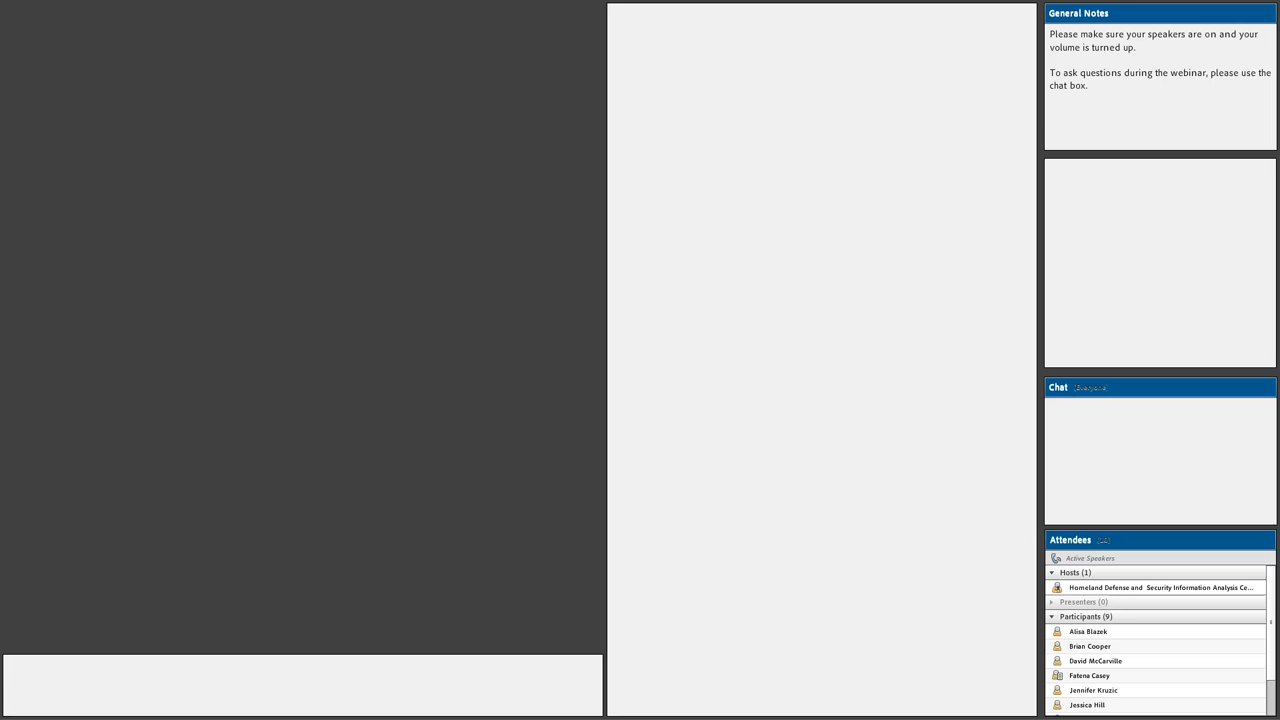 General Notes
Please make sure your speakers are on and your
volume is turned up.
To ask questions during the webinar, please use the
chat box.
Chat (Everyone)
Attendees
Active Speakers
Hosts (1)
Homeland Defense and Security Information Analysis Ce...
Presenters (0)
Participants (9)
Alisa Blazek
Brian Cooper
David McCarville
Fatena Casey
Jennifer Kruzic
Jessica Hill